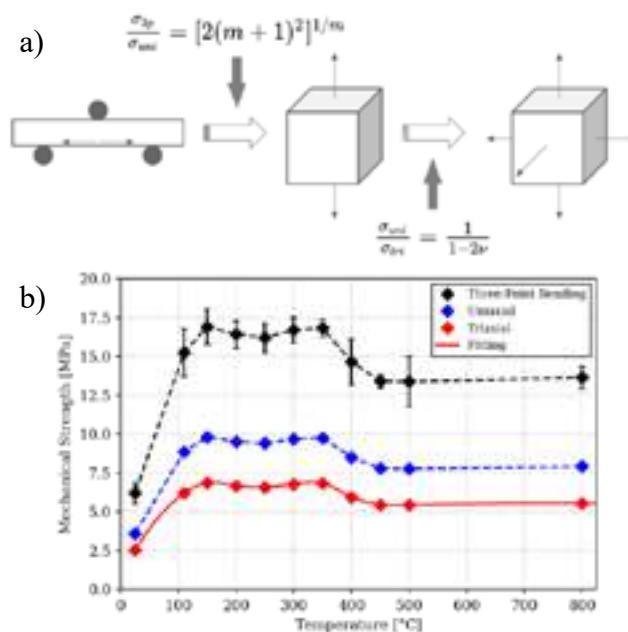 a)
σ3p/σuni = [2(m + 1)²]^1/m
σuni/σtri = 1/(1−2ν)
b)
20.0
17.5
15.0
12.5
10.0
7.5
5.0
2.5
0.0
Mechanical Strength [MPa]
Three Point Bending
Uniaxial
Triaxial
Fitting
0 100 200 300 400 500 600 700 800
Temperature [°C]